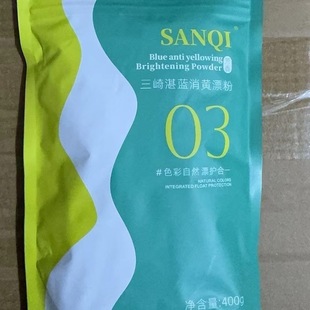 SANQI
Blue anti yellowing
Brightening Powder
三崎湛蓝消黄漂粉
03
#色彩自然漂护合一
NATURAL COLORS
INTEGRATED FLOAT PROTECTION
净含量:400g